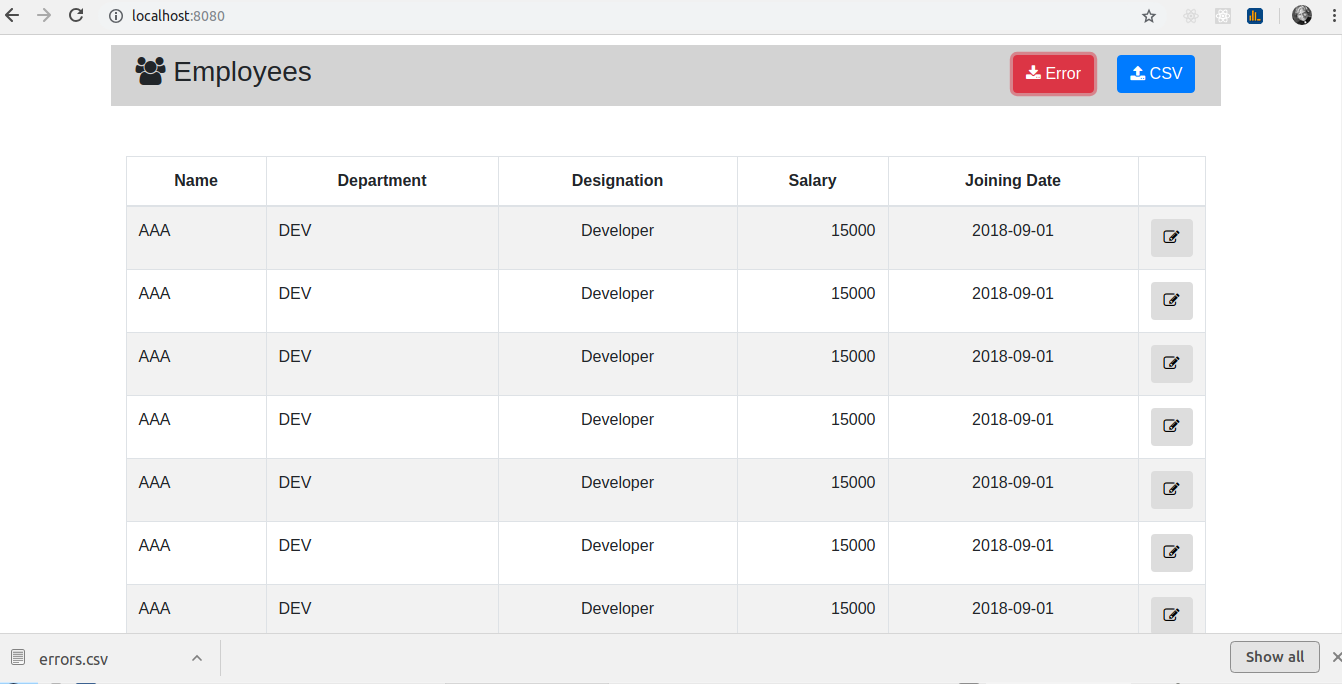 localhost:8080
Employees Error CSV
Name Department Designation Salary Joining Date
AAA DEV Developer 15000 2018-09-01
AAA DEV Developer 15000 2018-09-01
AAA DEV Developer 15000 2018-09-01
AAA DEV Developer 15000 2018-09-01
AAA DEV Developer 15000 2018-09-01
AAA DEV Developer 15000 2018-09-01
AAA DEV Developer 15000 2018-09-01
errors.csv Show all